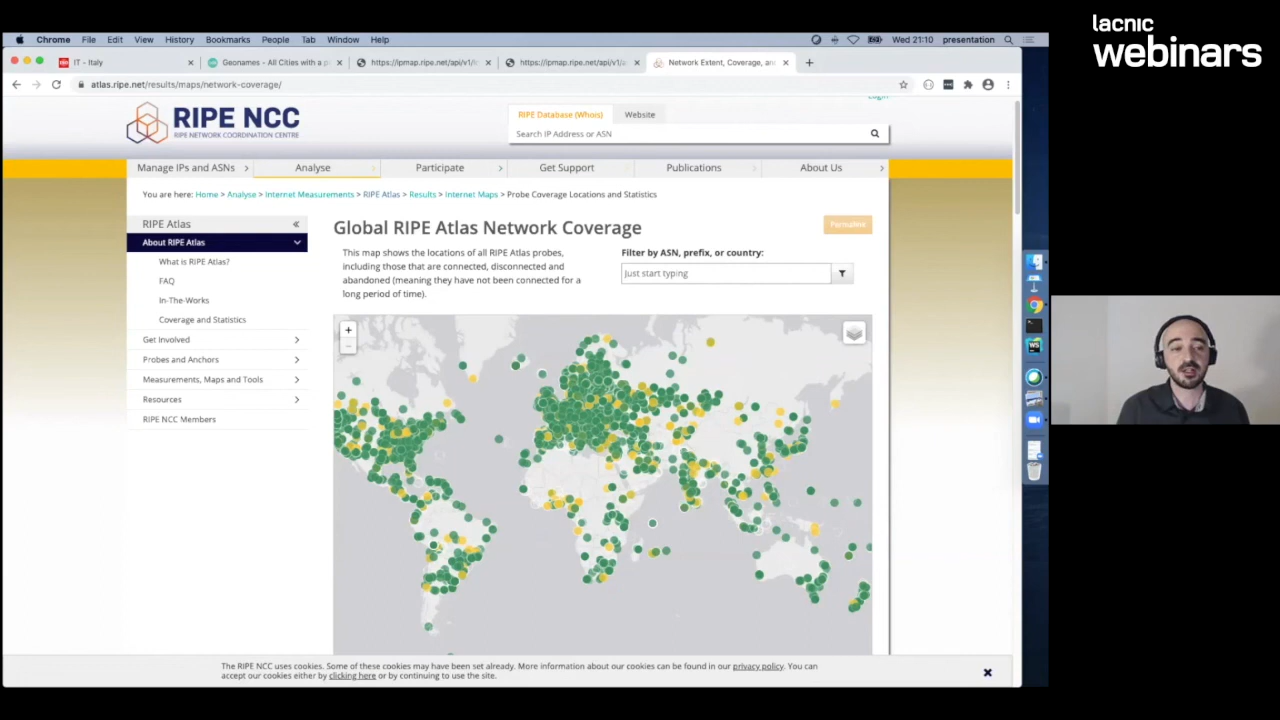 lacnic
webinars
Chrome File Edit View History Bookmarks People Tab Window Help
Wed 21:10 presentation
IT - Italy
Geonames - All Cities with a p
https://ipmap.ripe.net/api/v1/
https://ipmap.ripe.net/api/v1/
Network Extent, Coverage, an
atlas.ripe.net/results/maps/network-coverage/
Login
RIPE NCC
RIPE NETWORK COORDINATION CENTRE
RIPE Database (Whois) Website
Search IP Address or ASN
Manage IPs and ASNs > Analyse > Participate > Get Support > Publications > About Us >
You are here: Home > Analyse > Internet Measurements > RIPE Atlas > Results > Internet Maps > Probe Coverage Locations and Statistics
RIPE Atlas «
About RIPE Atlas
What is RIPE Atlas?
FAQ
In-The-Works
Coverage and Statistics
Get Involved
Probes and Anchors
Measurements, Maps and Tools
Resources
RIPE NCC Members
Global RIPE Atlas Network Coverage
Permalink
This map shows the locations of all RIPE Atlas probes,
including those that are connected, disconnected and
abandoned (meaning they have not been connected for a
long period of time).
Filter by ASN, prefix, or country:
Just start typing
+
-
The RIPE NCC uses cookies. Some of these cookies may have been set already. More information about our cookies can be found in our privacy policy. You can
accept our cookies either by clicking here or by continuing to use the site.
WS